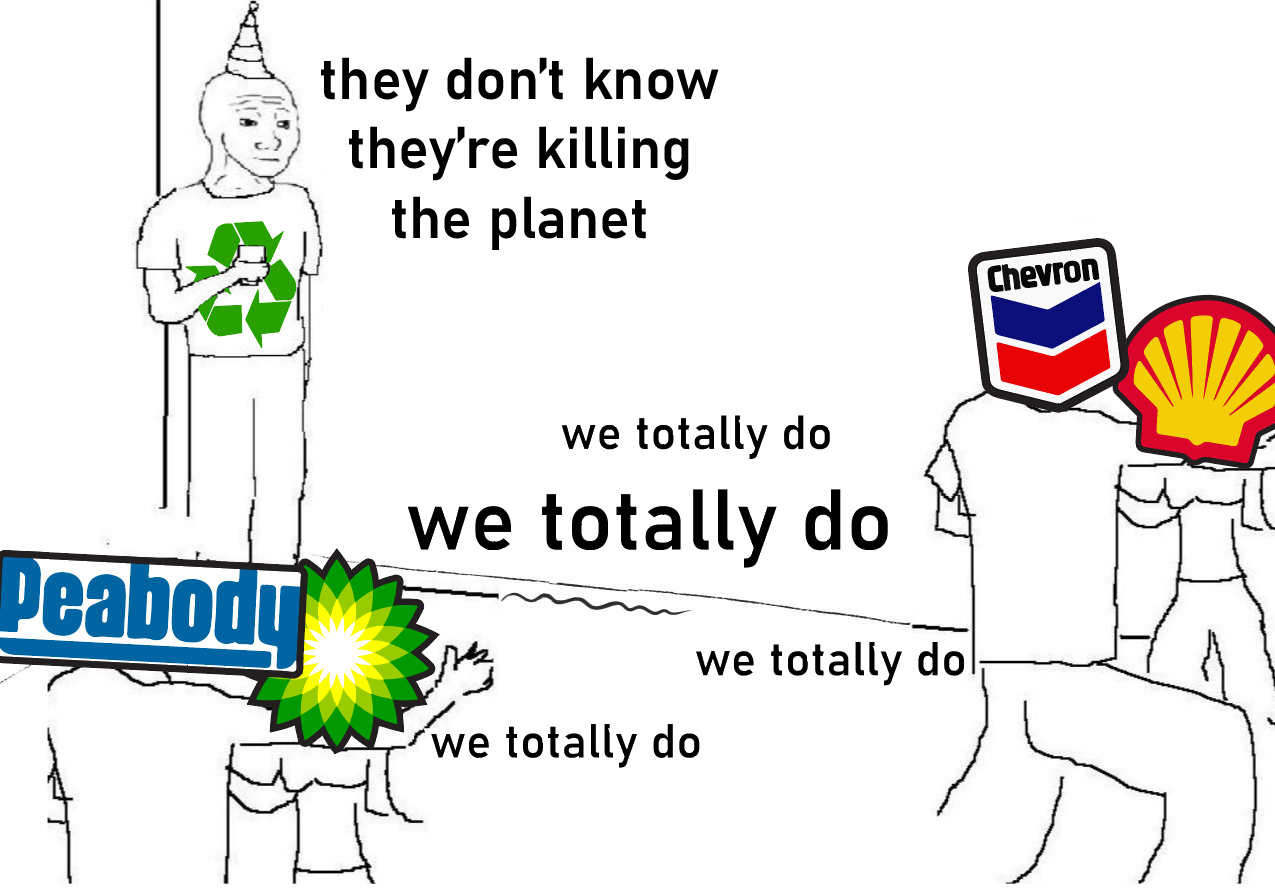 they don't know
they're killing
the planet
Chevron
we totally do
we totally do
Peabody
we totally do
we totally do